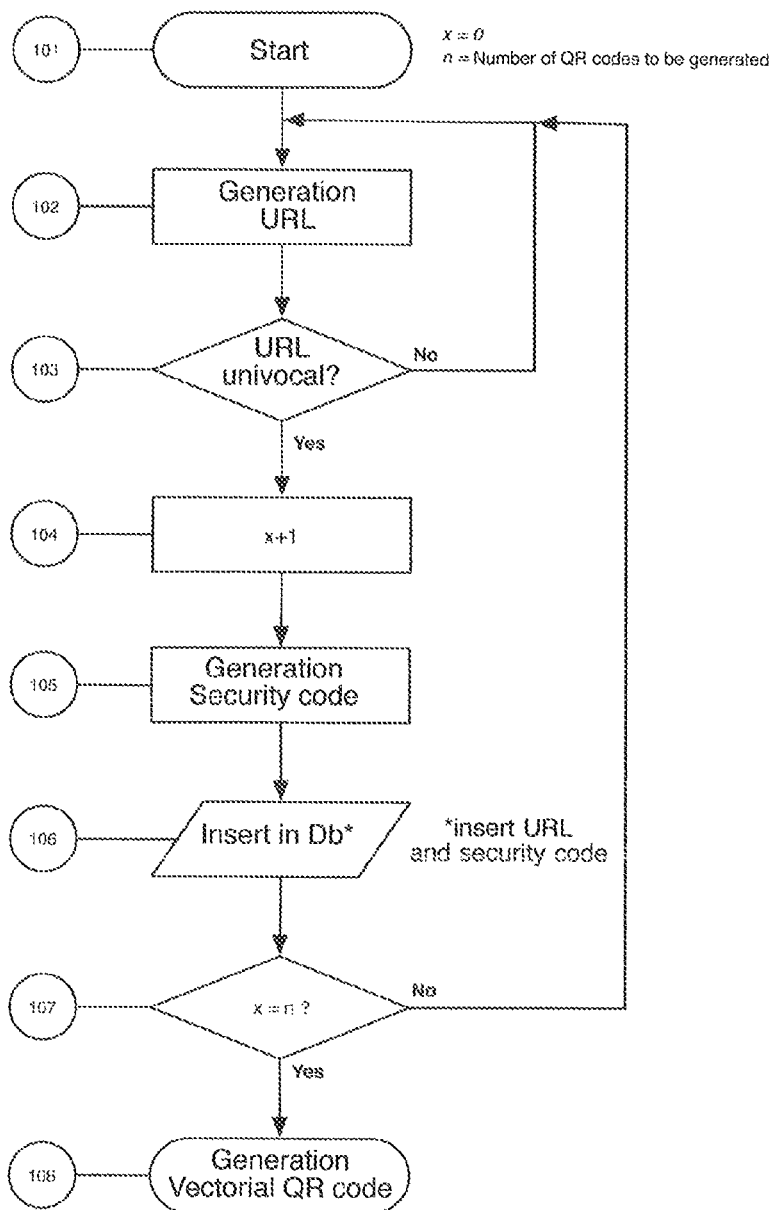 101
Start
x = 0
n = Number of QR codes to be generated
102
Generation
URL
103
URL
univocal?
No
Yes
104
x+1
105
Generation
Security code
106
Insert in Db*
*insert URL
and security code
107
x = n ?
No
Yes
108
Generation
Vectorial QR code